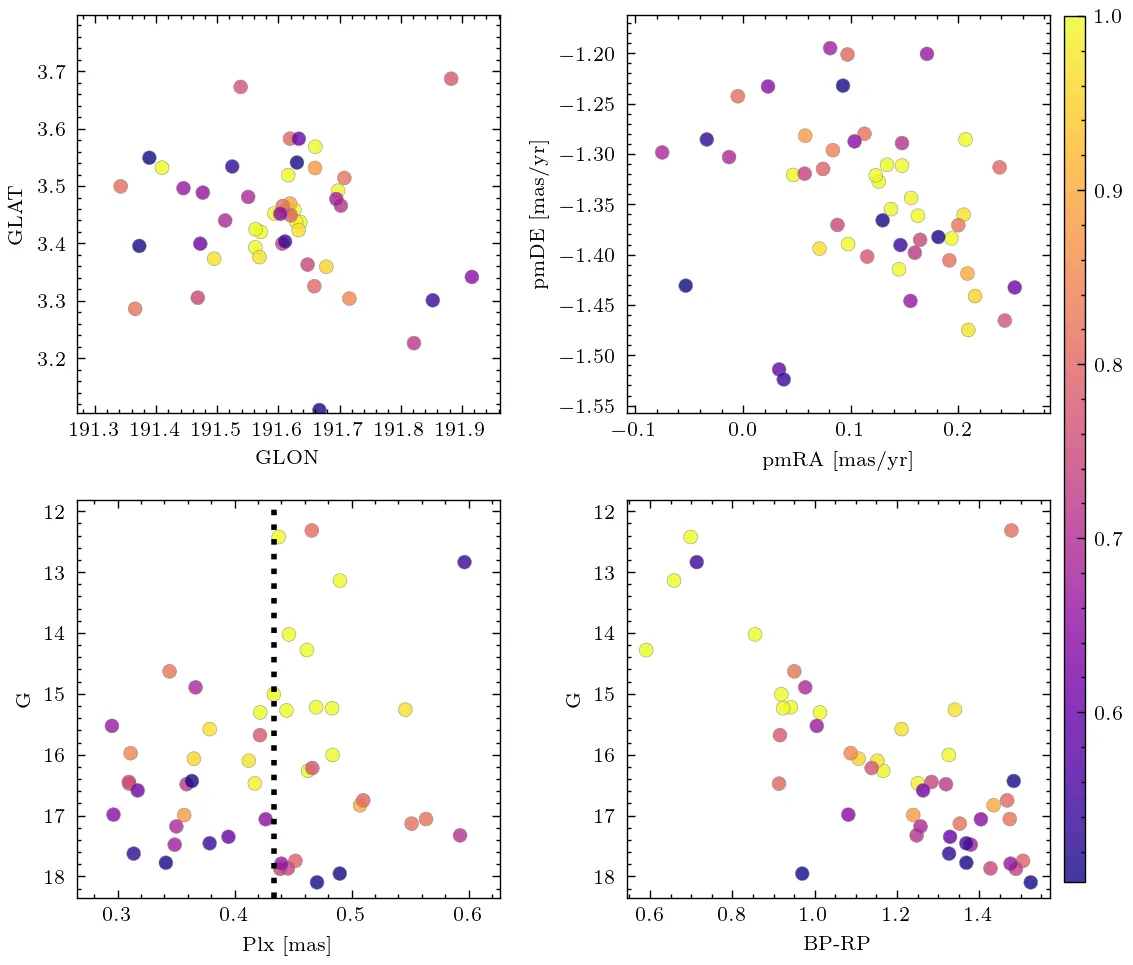 3.7
3.6
3.5
3.4
3.3
3.2
GLAT
191.3 191.4 191.5 191.6 191.7 191.8 191.9
GLON
−1.20
−1.25
−1.30
−1.35
−1.40
−1.45
−1.50
−1.55
pmDE [mas/yr]
−0.1 0.0 0.1 0.2
pmRA [mas/yr]
1.0
0.9
0.8
0.7
0.6
12
13
14
15
16
17
18
G
0.3 0.4 0.5 0.6
Plx [mas]
12
13
14
15
16
17
18
G
0.6 0.8 1.0 1.2 1.4
BP-RP